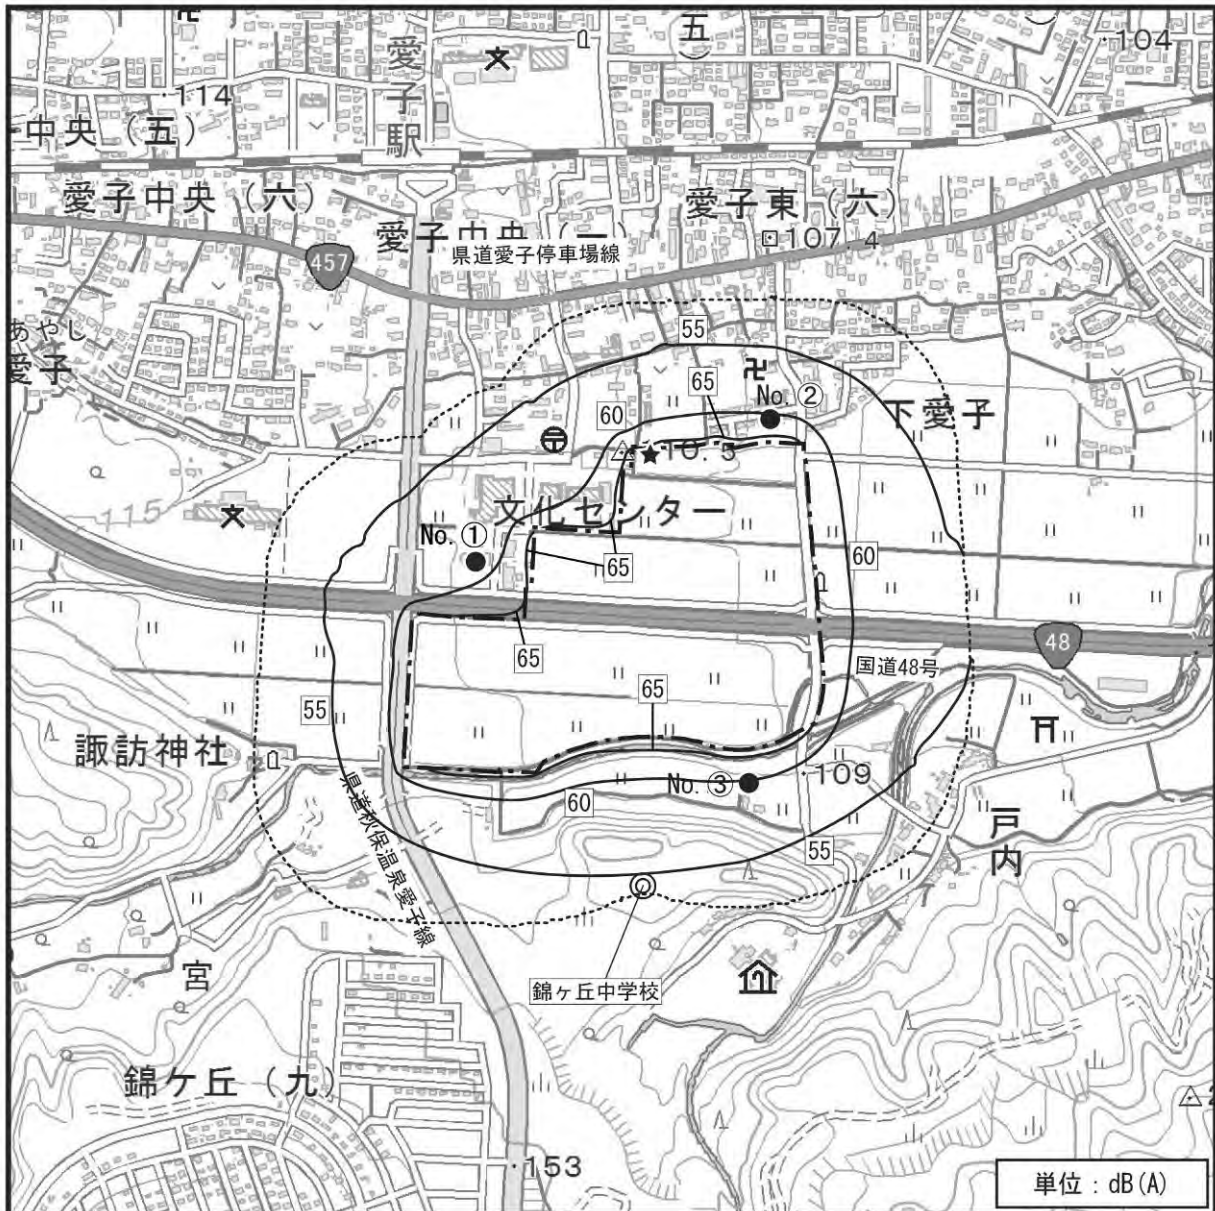 五
愛子駅
104
114
中央（五）
愛子中央（六）
愛子東（六）
愛子中央（一）
107.4
県道愛子停車場線
457
あやし
愛子
55
65
No.②
60
下愛子
10.5
115
文化センター
No.①
65
60
65
48
国道48号
65
55
諏訪神社
No.③
109
60
県道秋保温泉愛子線
55
戸内
宮
錦ヶ丘中学校
錦ケ丘（九）
153
単位：dB(A)